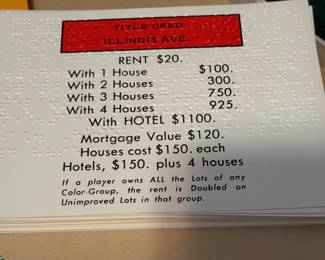 TITLE DEED
ILLINOIS AVE.
RENT $20.
With 1 House $100.
With 2 Houses 300.
With 3 Houses 750.
With 4 Houses 925.
With HOTEL $1100.
Mortgage Value $120.
Houses cost $150. each
Hotels, $150. plus 4 houses
If a player owns ALL the Lots of any
Color-Group, the rent is Doubled on
Unimproved Lots in that group.